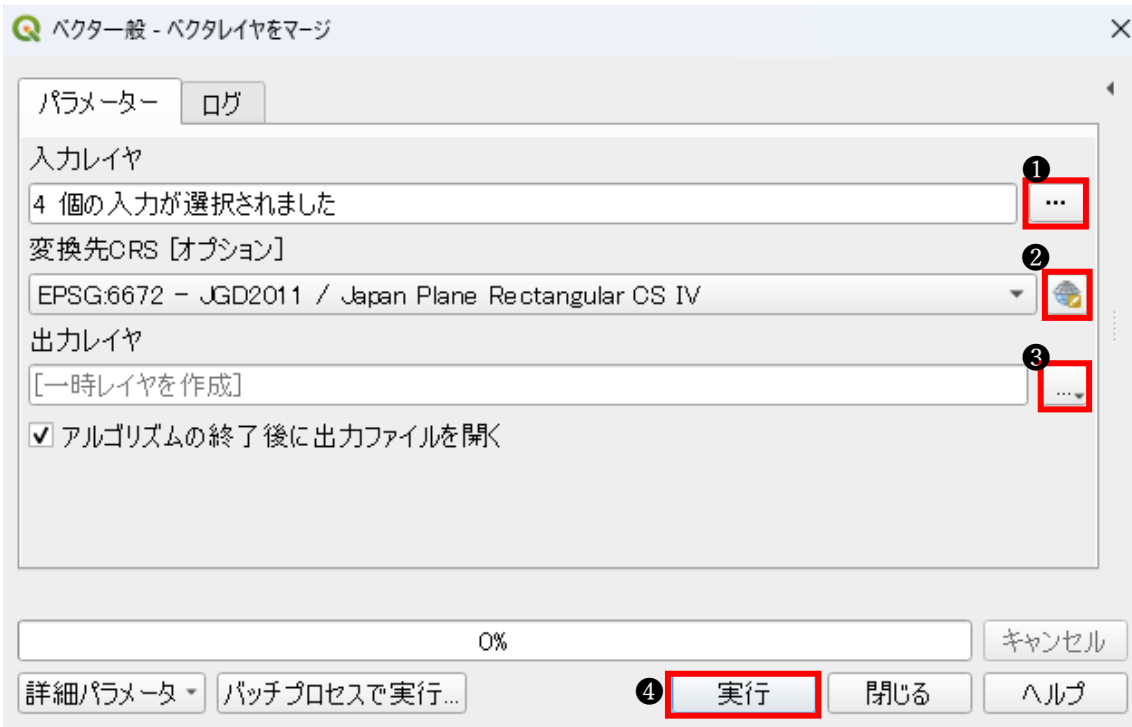 ベクター般 - ベクタレイヤをマージ
パラメーター ログ
入力レイヤ
❶
4 個の入力が選択されました …
変換先CRS [オプション]
❷
EPSG:6672 - JGD2011 / Japan Plane Rectangular CS IV
出力レイヤ
❸
[一時レイヤを作成] …
アルゴリズムの終了後に出力ファイルを開く
0% キャンセル
詳細パラメータ バッチプロセスで実行... ❹ 実行 閉じる ヘルプ